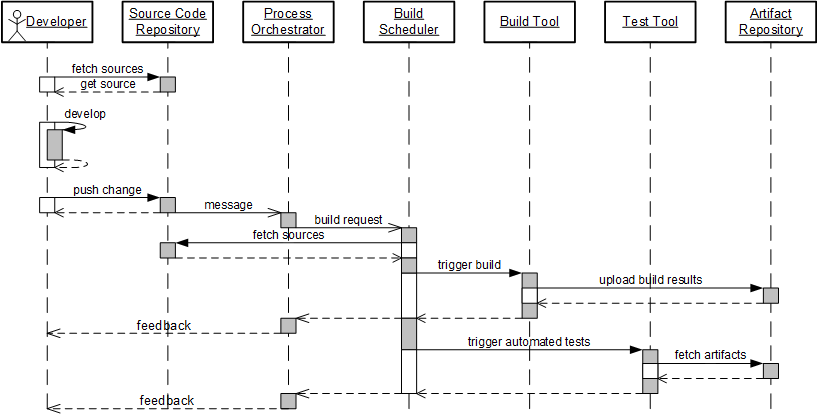 Developer
Source Code
Repository
Process
Orchestrator
Build
Scheduler
Build Tool
Test Tool
Artifact
Repository
fetch sources
get source
develop
push change
message
build request
fetch sources
trigger build
upload build results
feedback
trigger automated tests
fetch artifacts
feedback